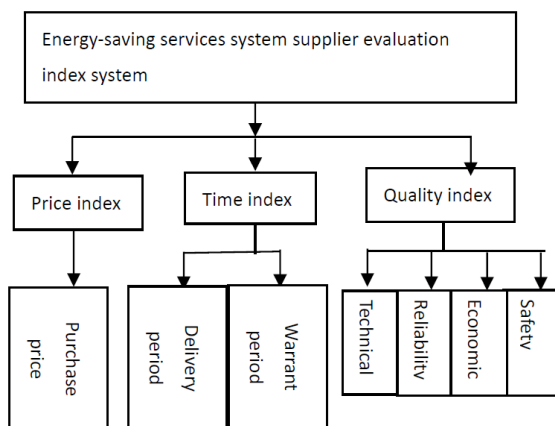 Energy-saving services system supplier evaluation
index system
Price index
Time index
Quality index
Purchase
price
Delivery
period
Warrant
period
Technical
Reliability
Economic
Safety